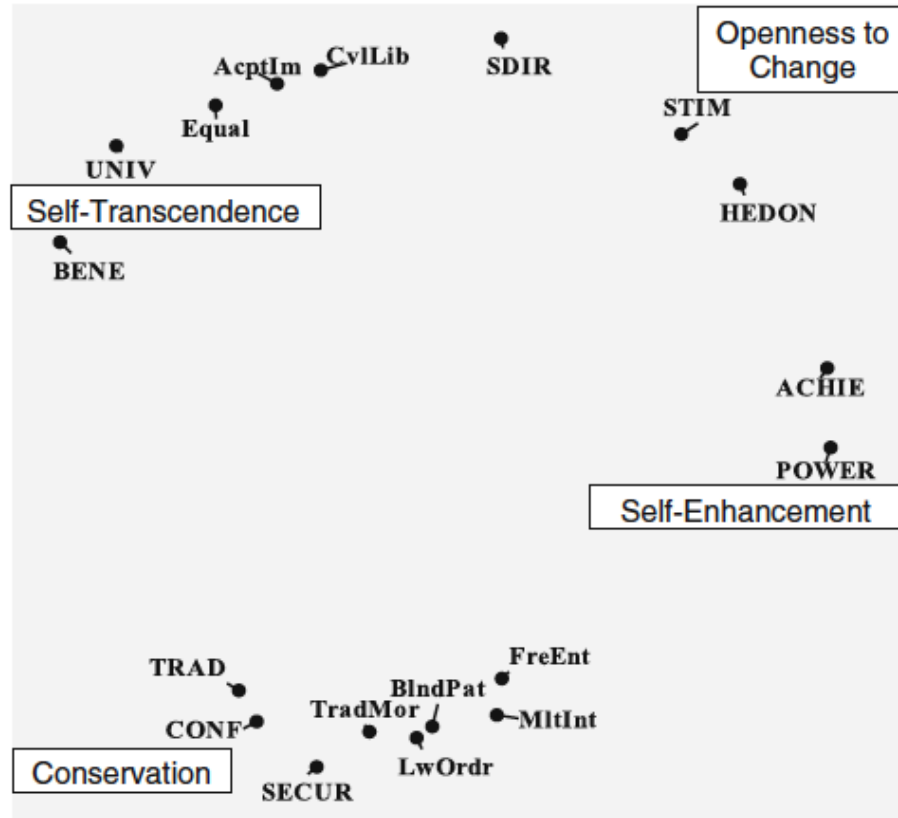 Openness to
Change
AcptIm
CvlLib
SDIR
STIM
Equal
UNIV
HEDON
Self-Transcendence
BENE
ACHIE
POWER
Self-Enhancement
TRAD
FreEnt
BlndPat
TradMor
CONF
MltInt
LwOrdr
Conservation
SECUR